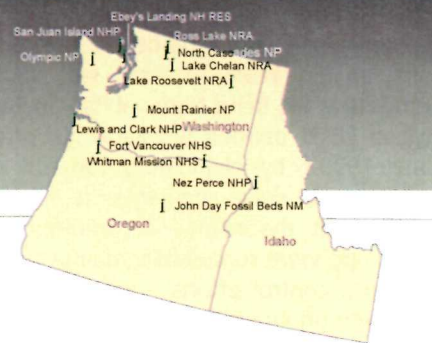 Ebey's Landing NH RES
San Juan Island NHP
Ross Lake NRA
Olympic NP
North Cascades NP
Lake Chelan NRA
Lake Roosevelt NRA
Mount Rainier NP
Lewis and Clark NHP
Washington
Fort Vancouver NHS
Whitman Mission NHS
Nez Perce NHP
John Day Fossil Beds NM
Oregon
Idaho